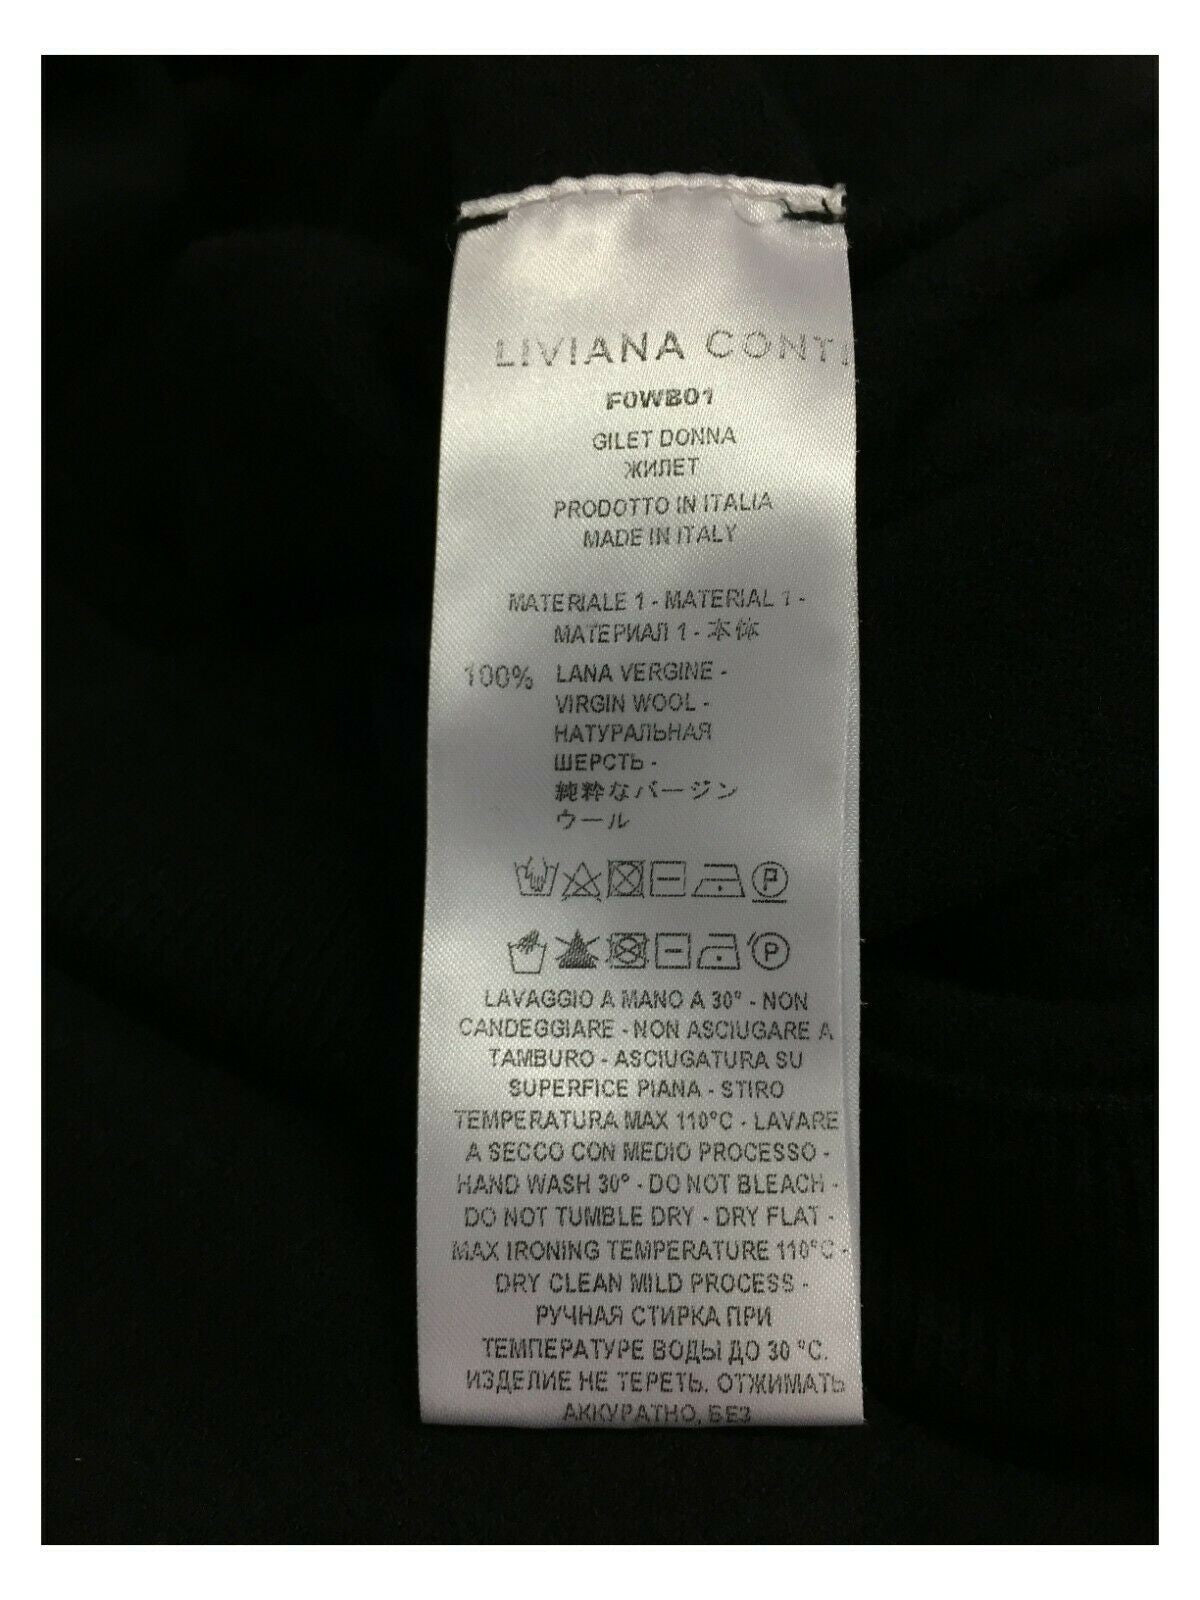 LIVIANA CONTI
F0WB01
GILET DONNA
ЖИЛЕТ
PRODOTTO IN ITALIA
MADE IN ITALY
MATERIALE 1 - MATERIAL 1 -
МАТЕРИАЛ 1 - 本体
100% LANA VERGINE -
VIRGIN WOOL -
НАТУРАЛЬНАЯ
ШЕРСТЬ -
純粋なバージン
ウール
P
P
LAVAGGIO A MANO A 30° - NON
CANDEGGIARE - NON ASCIUGARE A
TAMBURO - ASCIUGATURA SU
SUPERFICE PIANA - STIRO
TEMPERATURA MAX 110°C - LAVARE
A SECCO CON MEDIO PROCESSO -
HAND WASH 30° - DO NOT BLEACH -
DO NOT TUMBLE DRY - DRY FLAT -
MAX IRONING TEMPERATURE 110°C -
DRY CLEAN MILD PROCESS -
РУЧНАЯ СТИРКА ПРИ
ТЕМПЕРАТУРЕ ВОДЫ ДО 30 °C.
ИЗДЕЛИЕ НЕ ТЕРЕТЬ. ОТЖИМАТЬ
АККУРАТНО, БЕЗ